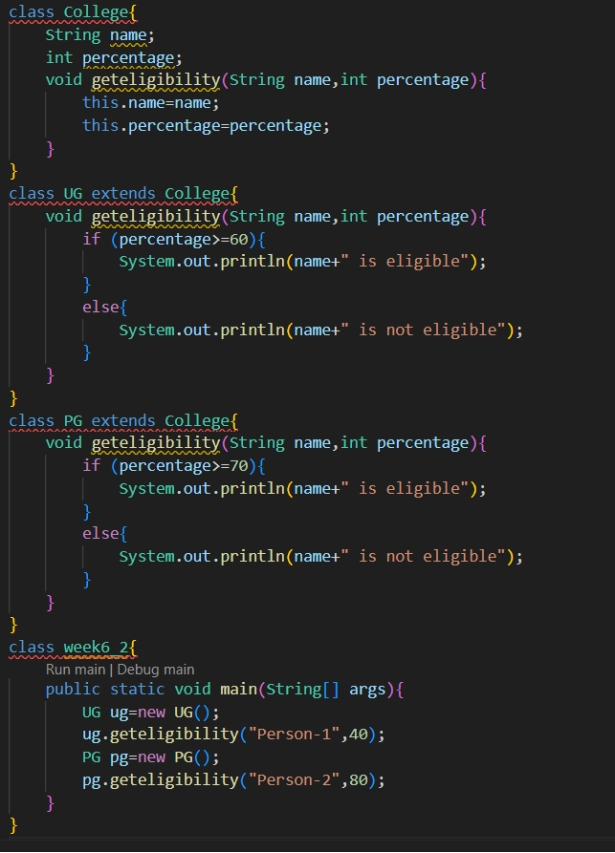 class College{
    String name;
    int percentage;
    void geteligibility(String name,int percentage){
        this.name=name;
        this.percentage=percentage;
    }
}
class UG extends College{
    void geteligibility(String name,int percentage){
        if (percentage>=60){
            System.out.println(name+" is eligible");
        }
        else{
            System.out.println(name+" is not eligible");
        }
    }
}
class PG extends College{
    void geteligibility(String name,int percentage){
        if (percentage>=70){
            System.out.println(name+" is eligible");
        }
        else{
            System.out.println(name+" is not eligible");
        }
    }
}
class week6_2{
    Run main | Debug main
    public static void main(String[] args){
        UG ug=new UG();
        ug.geteligibility("Person-1",40);
        PG pg=new PG();
        pg.geteligibility("Person-2",80);
    }
}